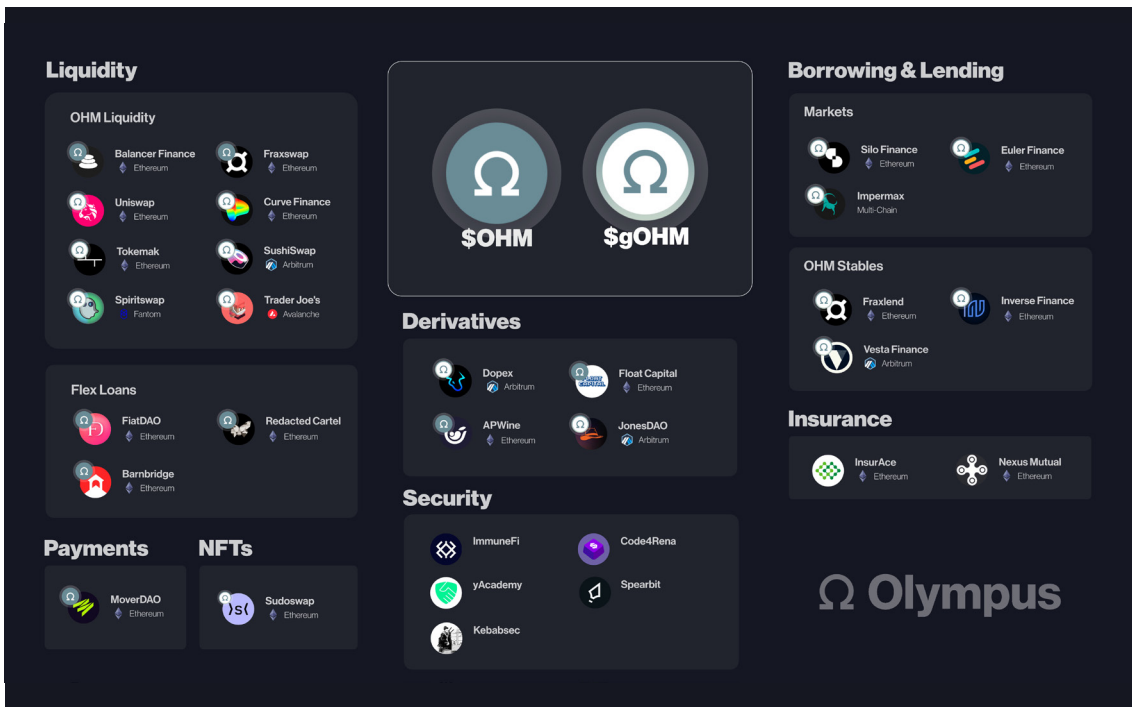 Liquidity
OHM Liquidity
Balancer Finance
Ethereum
Fraxswap
Ethereum
Uniswap
Ethereum
Curve Finance
Ethereum
Tokemak
Ethereum
SushiSwap
Arbitrum
Spiritswap
Fantom
Trader Joe's
Avalanche
Flex Loans
FiatDAO
Ethereum
Redacted Cartel
Ethereum
Barnbridge
Ethereum
Payments
MoverDAO
Ethereum
NFTs
Sudoswap
Ethereum
Ω
$OHM
Ω
$gOHM
Derivatives
Dopex
Arbitrum
Float Capital
Ethereum
APWine
Ethereum
JonesDAO
Arbitrum
Security
ImmuneFi
Code4Rena
yAcademy
Spearbit
Kebabsec
Borrowing & Lending
Markets
Silo Finance
Ethereum
Euler Finance
Ethereum
Impermax
Multi-Chain
OHM Stables
Fraxlend
Ethereum
Inverse Finance
Ethereum
Vesta Finance
Arbitrum
Insurance
InsurAce
Ethereum
Nexus Mutual
Ethereum
Ω Olympus